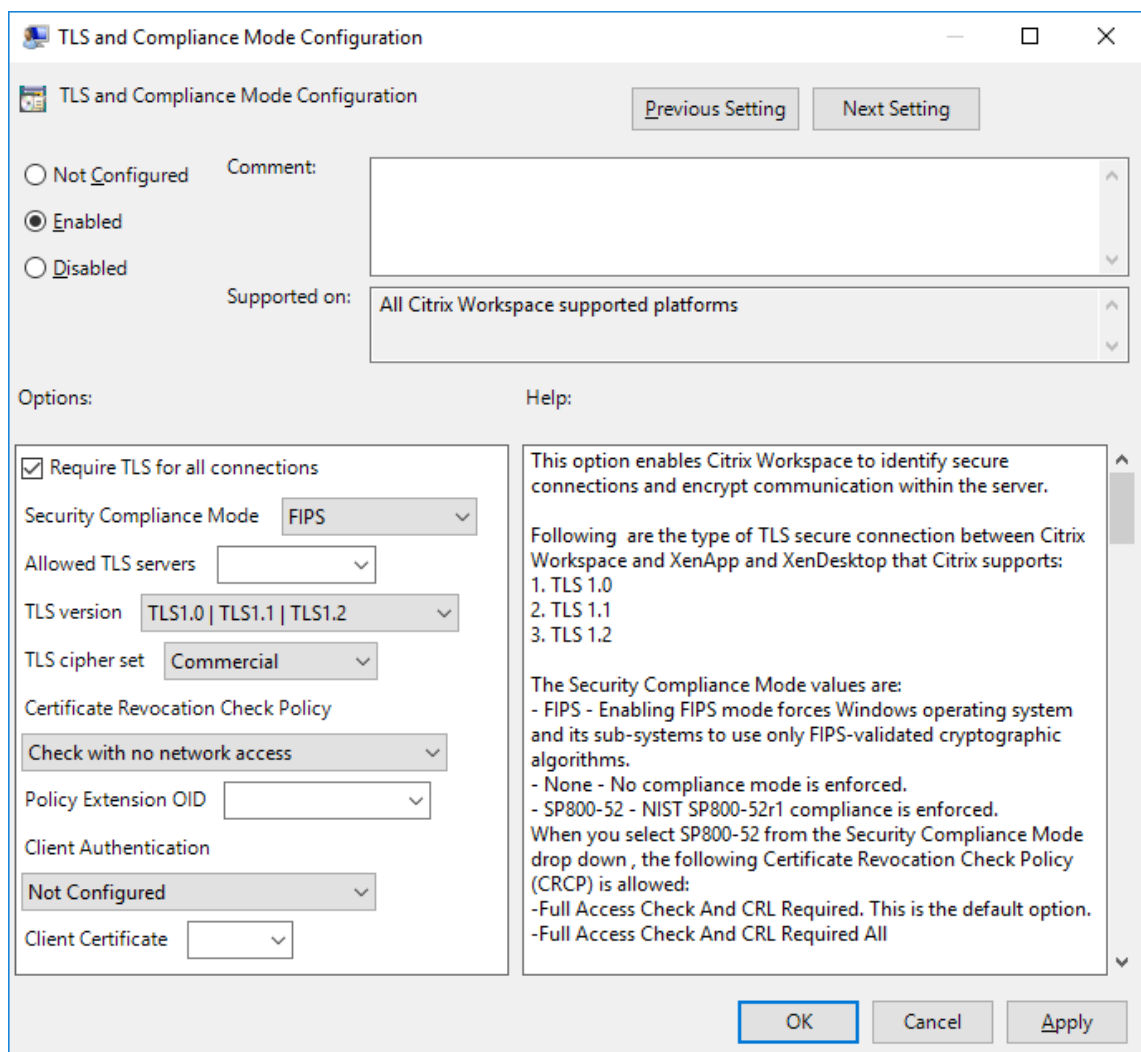 TLS and Compliance Mode Configuration
TLS and Compliance Mode Configuration
Previous Setting
Next Setting
Not Configured
Comment:
Enabled
Disabled
Supported on:
All Citrix Workspace supported platforms
Options:
Help:
Require TLS for all connections
Security Compliance Mode FIPS
Allowed TLS servers
TLS version TLS1.0 | TLS1.1 | TLS1.2
TLS cipher set Commercial
Certificate Revocation Check Policy
Check with no network access
Policy Extension OID
Client Authentication
Not Configured
Client Certificate
This option enables Citrix Workspace to identify secure
connections and encrypt communication within the server.
Following  are the type of TLS secure connection between Citrix
Workspace and XenApp and XenDesktop that Citrix supports:
1. TLS 1.0
2. TLS 1.1
3. TLS 1.2
The Security Compliance Mode values are:
- FIPS - Enabling FIPS mode forces Windows operating system
and its sub-systems to use only FIPS-validated cryptographic
algorithms.
- None - No compliance mode is enforced.
- SP800-52 - NIST SP800-52r1 compliance is enforced.
When you select SP800-52 from the Security Compliance Mode
drop down , the following Certificate Revocation Check Policy
(CRCP) is allowed:
-Full Access Check And CRL Required. This is the default option.
-Full Access Check And CRL Required All
OK
Cancel
Apply